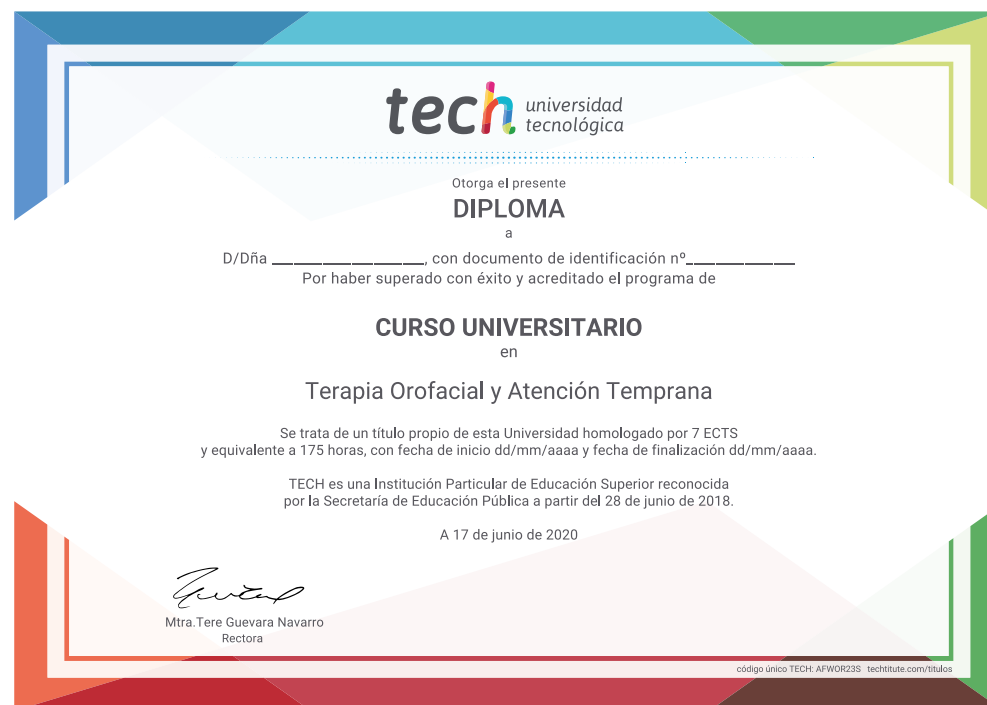 tech universidad
tecnológica
Otorga el presente
DIPLOMA
a
D/Dña ____________________, con documento de identificación nº______________
Por haber superado con éxito y acreditado el programa de
CURSO UNIVERSITARIO
en
Terapia Orofacial y Atención Temprana
Se trata de un título propio de esta Universidad homologado por 7 ECTS
y equivalente a 175 horas, con fecha de inicio dd/mm/aaaa y fecha de finalización dd/mm/aaaa.
TECH es una Institución Particular de Educación Superior reconocida
por la Secretaría de Educación Pública a partir del 28 de junio de 2018.
A 17 de junio de 2020
Mtra.Tere Guevara Navarro
Rectora
código único TECH: AFWOR23S techtitute.com/titulos